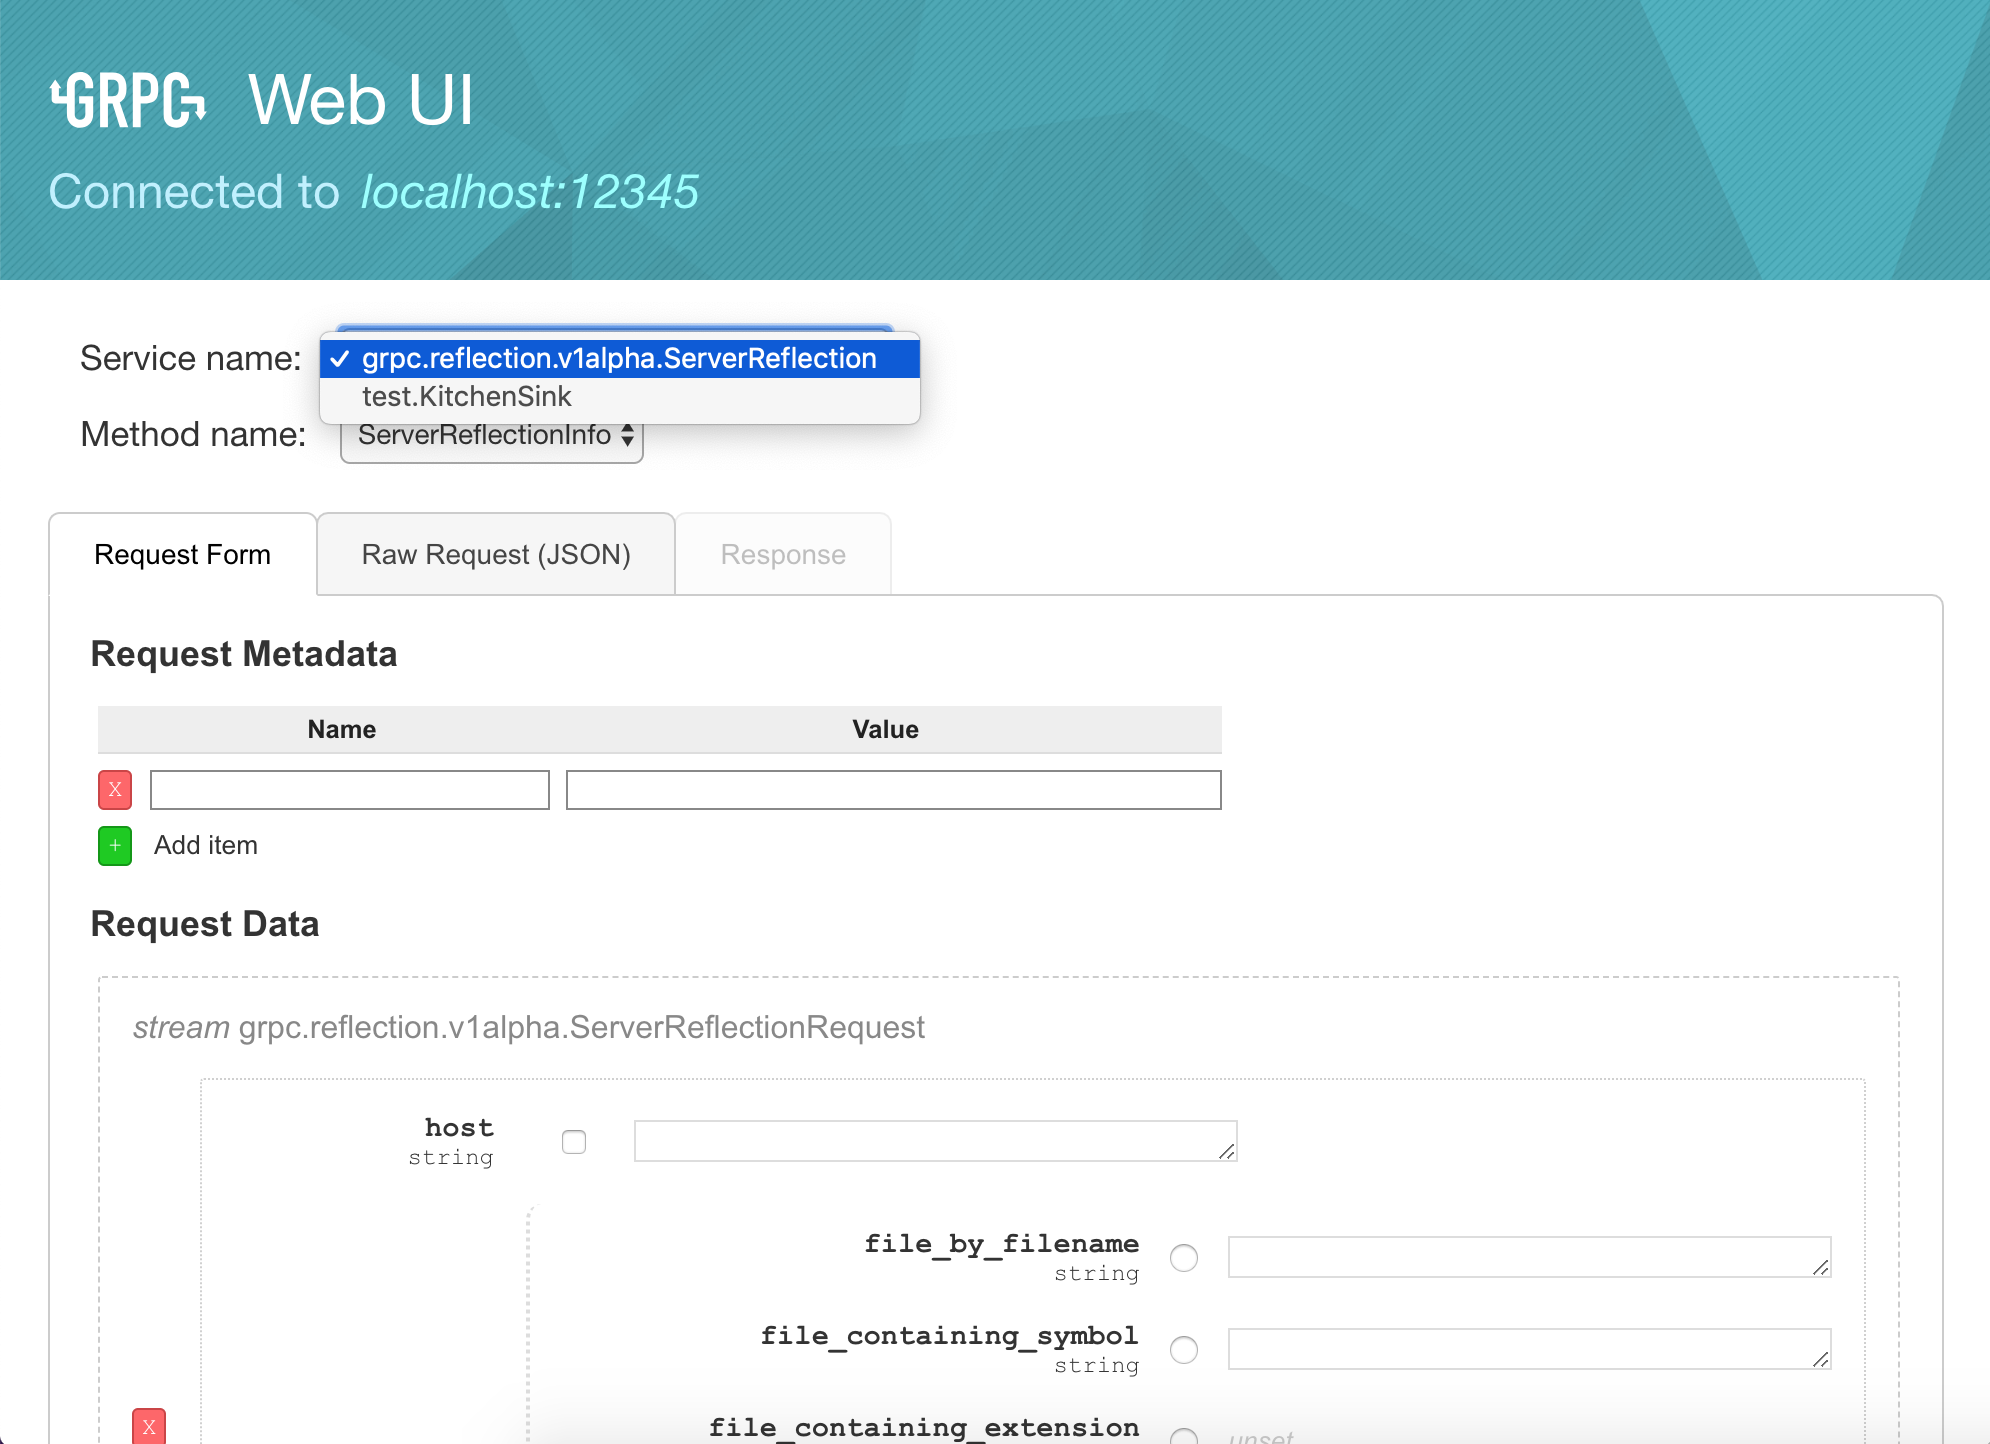 GRPC Web UI
Connected to localhost:12345
Service name:
✓ grpc.reflection.v1alpha.ServerReflection
test.KitchenSink
Method name: ServerReflectionInfo
Request Form Raw Request (JSON) Response
Request Metadata
Name Value
X
+ Add item
Request Data
stream grpc.reflection.v1alpha.ServerReflectionRequest
host
string
file_by_filename
string
file_containing_symbol
string
X
file_containing_extension
unset